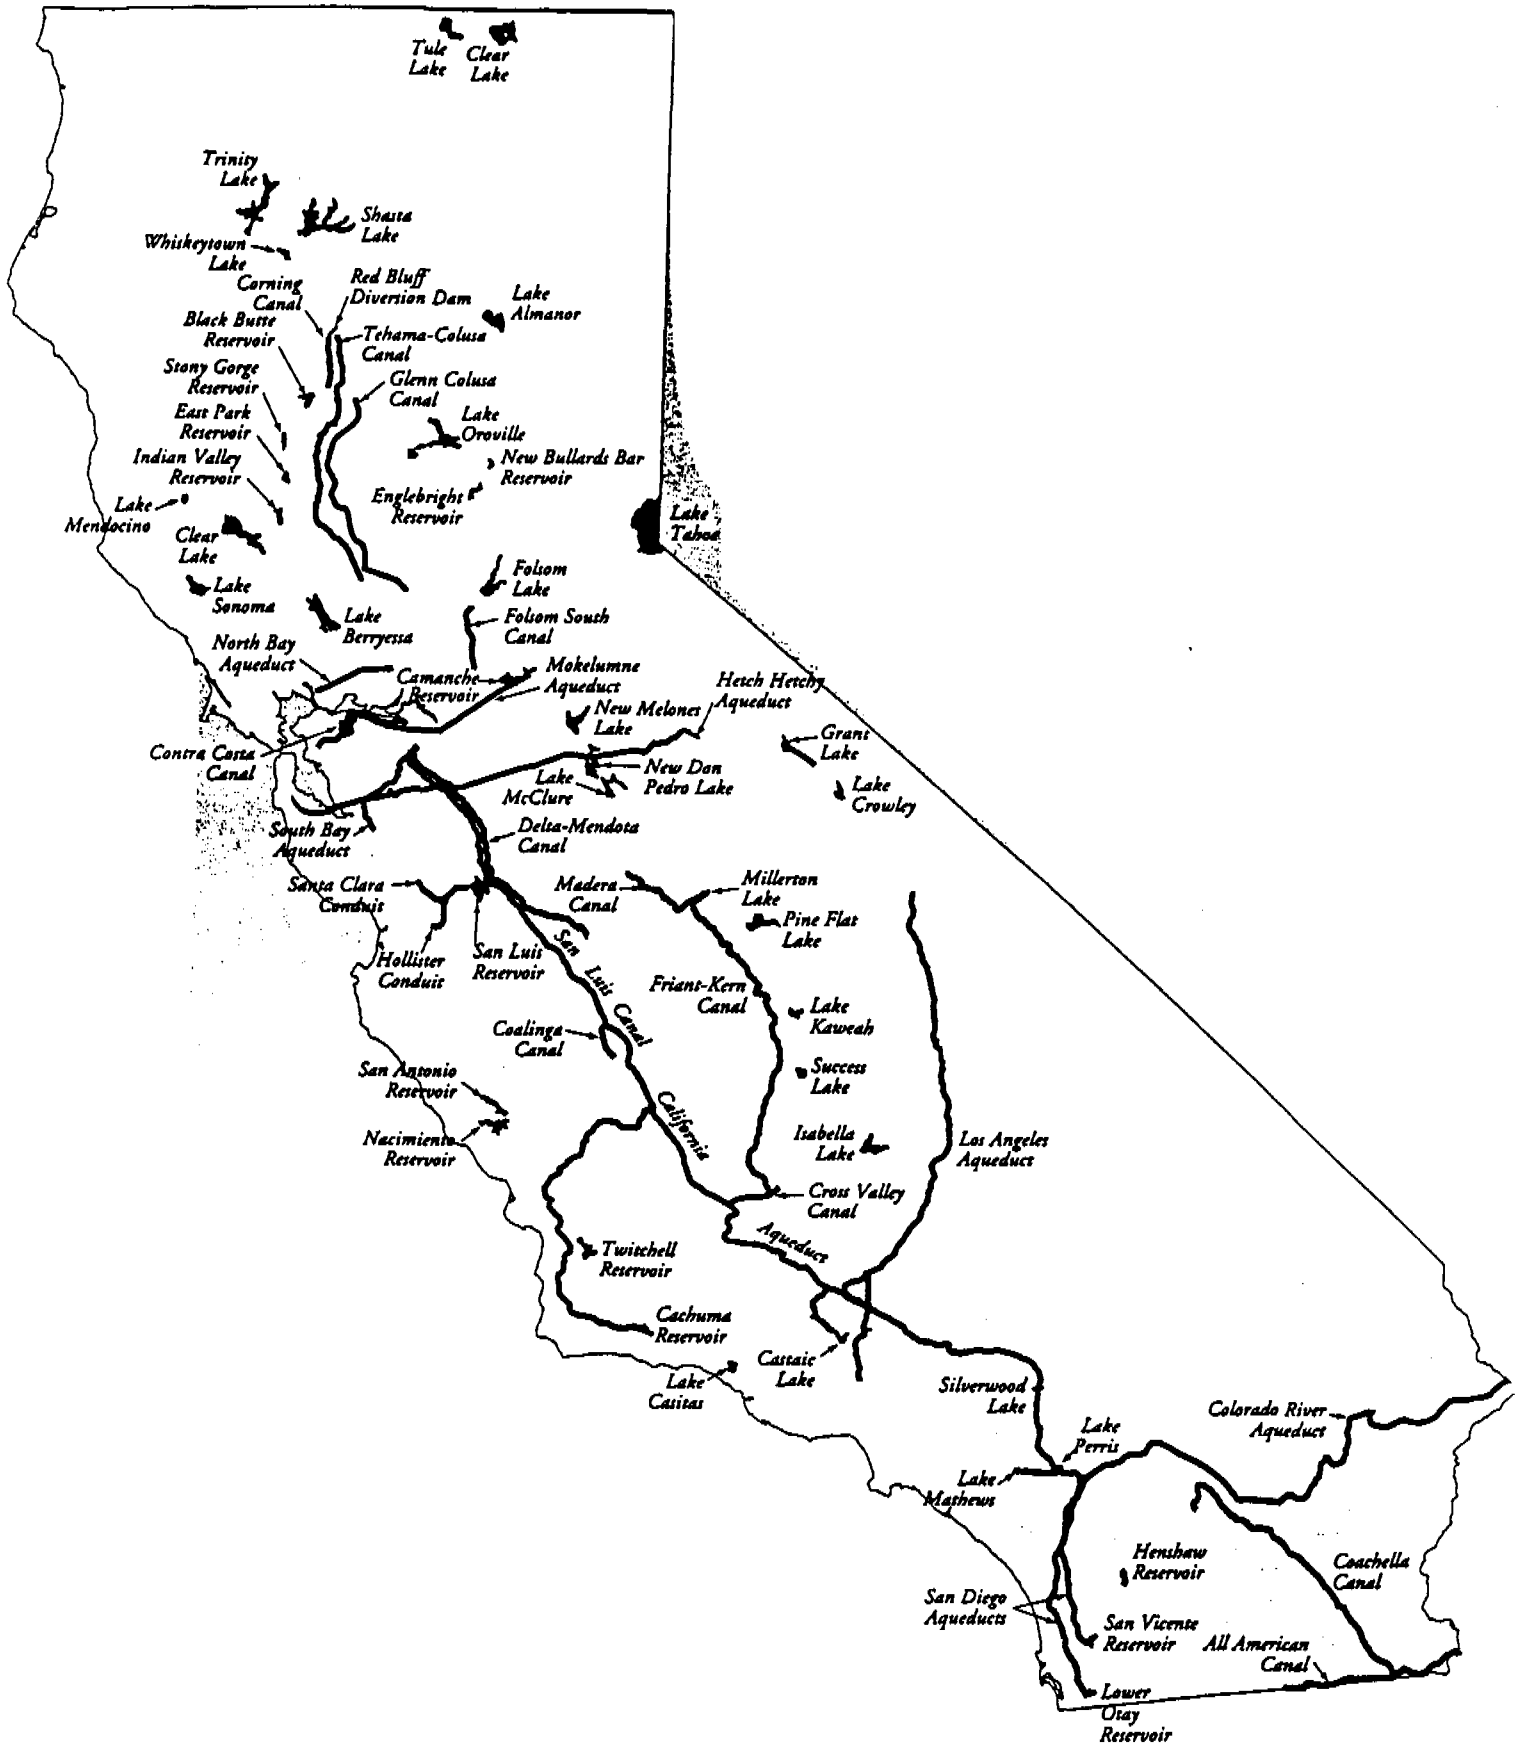 Tule
Lake
Clear
Lake
Trinity
Lake
Shasta
Lake
Whiskeytown
Lake
Corning
Canal
Red Bluff
Diversion Dam
Lake
Almanor
Black Butte
Reservoir
Tehama-Colusa
Canal
Stony Gorge
Reservoir
Glenn Colusa
Canal
East Park
Reservoir
Lake
Oroville
Indian Valley
Reservoir
New Bullards Bar
Reservoir
Englebright
Reservoir
Lake
Mendocino
Clear
Lake
Lake
Tahoe
Lake
Sonoma
Folsom
Lake
Lake
Berryessa
Folsom South
Canal
North Bay
Aqueduct
Camanche
Reservoir
Mokelumne
Aqueduct
Hetch Hetchy
Aqueduct
New Melones
Lake
Contra Costa
Canal
Grant
Lake
New Don
Pedro Lake
Lake
McClure
Lake
Crowley
South Bay
Aqueduct
Delta-Mendota
Canal
Santa Clara
Conduit
Madera
Canal
Millerton
Lake
Pine Flat
Lake
Hollister
Conduit
San Luis
Reservoir
San Luis Canal
Friant-Kern
Canal
Lake
Kaweah
Coalinga
Canal
San Antonio
Reservoir
Success
Lake
Nacimiento
Reservoir
California
Isabella
Lake
Los Angeles
Aqueduct
Cross Valley
Canal
Aqueduct
Twitchell
Reservoir
Cachuma
Reservoir
Castaic
Lake
Lake
Casitas
Silverwood
Lake
Lake
Perris
Colorado River
Aqueduct
Lake
Mathews
Henshaw
Reservoir
Coachella
Canal
San Diego
Aqueducts
San Vicente
Reservoir
All American
Canal
Lower
Otay
Reservoir